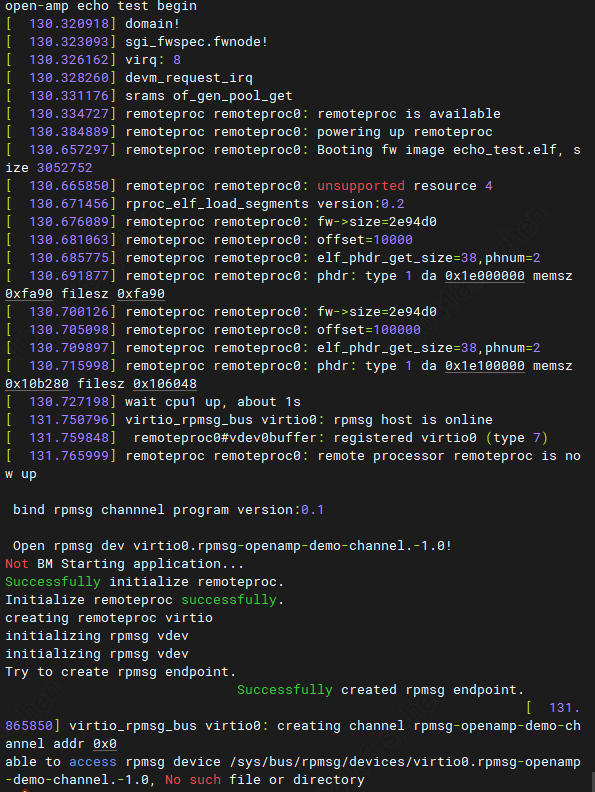 open-amp echo test begin
[  130.320918] domain!
[  130.323093] sgi_fwspec.fwnode!
[  130.326162] virq: 8
[  130.328260] devm_request_irq
[  130.331176] srams of_gen_pool_get
[  130.334727] remoteproc remoteproc0: remoteproc is available
[  130.384889] remoteproc remoteproc0: powering up remoteproc
[  130.657297] remoteproc remoteproc0: Booting fw image echo_test.elf, s
ize 3052752
[  130.665850] remoteproc remoteproc0: unsupported resource 4
[  130.671456] rproc_elf_load_segments version:0.2
[  130.676089] remoteproc remoteproc0: fw->size=2e94d0
[  130.681063] remoteproc remoteproc0: offset=10000
[  130.685775] remoteproc remoteproc0: elf_phdr_get_size=38,phnum=2
[  130.691877] remoteproc remoteproc0: phdr: type 1 da 0x1e000000 memsz
0xfa90 filesz 0xfa90
[  130.700126] remoteproc remoteproc0: fw->size=2e94d0
[  130.705098] remoteproc remoteproc0: offset=100000
[  130.709897] remoteproc remoteproc0: elf_phdr_get_size=38,phnum=2
[  130.715998] remoteproc remoteproc0: phdr: type 1 da 0x1e100000 memsz
0x10b280 filesz 0x106048
[  130.727198] wait cpu1 up, about 1s
[  131.750796] virtio_rpmsg_bus virtio0: rpmsg host is online
[  131.759848]  remoteproc0#vdev0buffer: registered virtio0 (type 7)
[  131.765999] remoteproc remoteproc0: remote processor remoteproc is no
w up
bind rpmsg channnel program version:0.1
Open rpmsg dev virtio0.rpmsg-openamp-demo-channel.-1.0!
Not BM Starting application...
Successfully initialize remoteproc.
Initialize remoteproc successfully.
creating remoteproc virtio
initializing rpmsg vdev
initializing rpmsg vdev
Try to create rpmsg endpoint.
Successfully created rpmsg endpoint.
[  131.
865850] virtio_rpmsg_bus virtio0: creating channel rpmsg-openamp-demo-ch
annel addr 0x0
able to access rpmsg device /sys/bus/rpmsg/devices/virtio0.rpmsg-openamp
-demo-channel.-1.0, No such file or directory